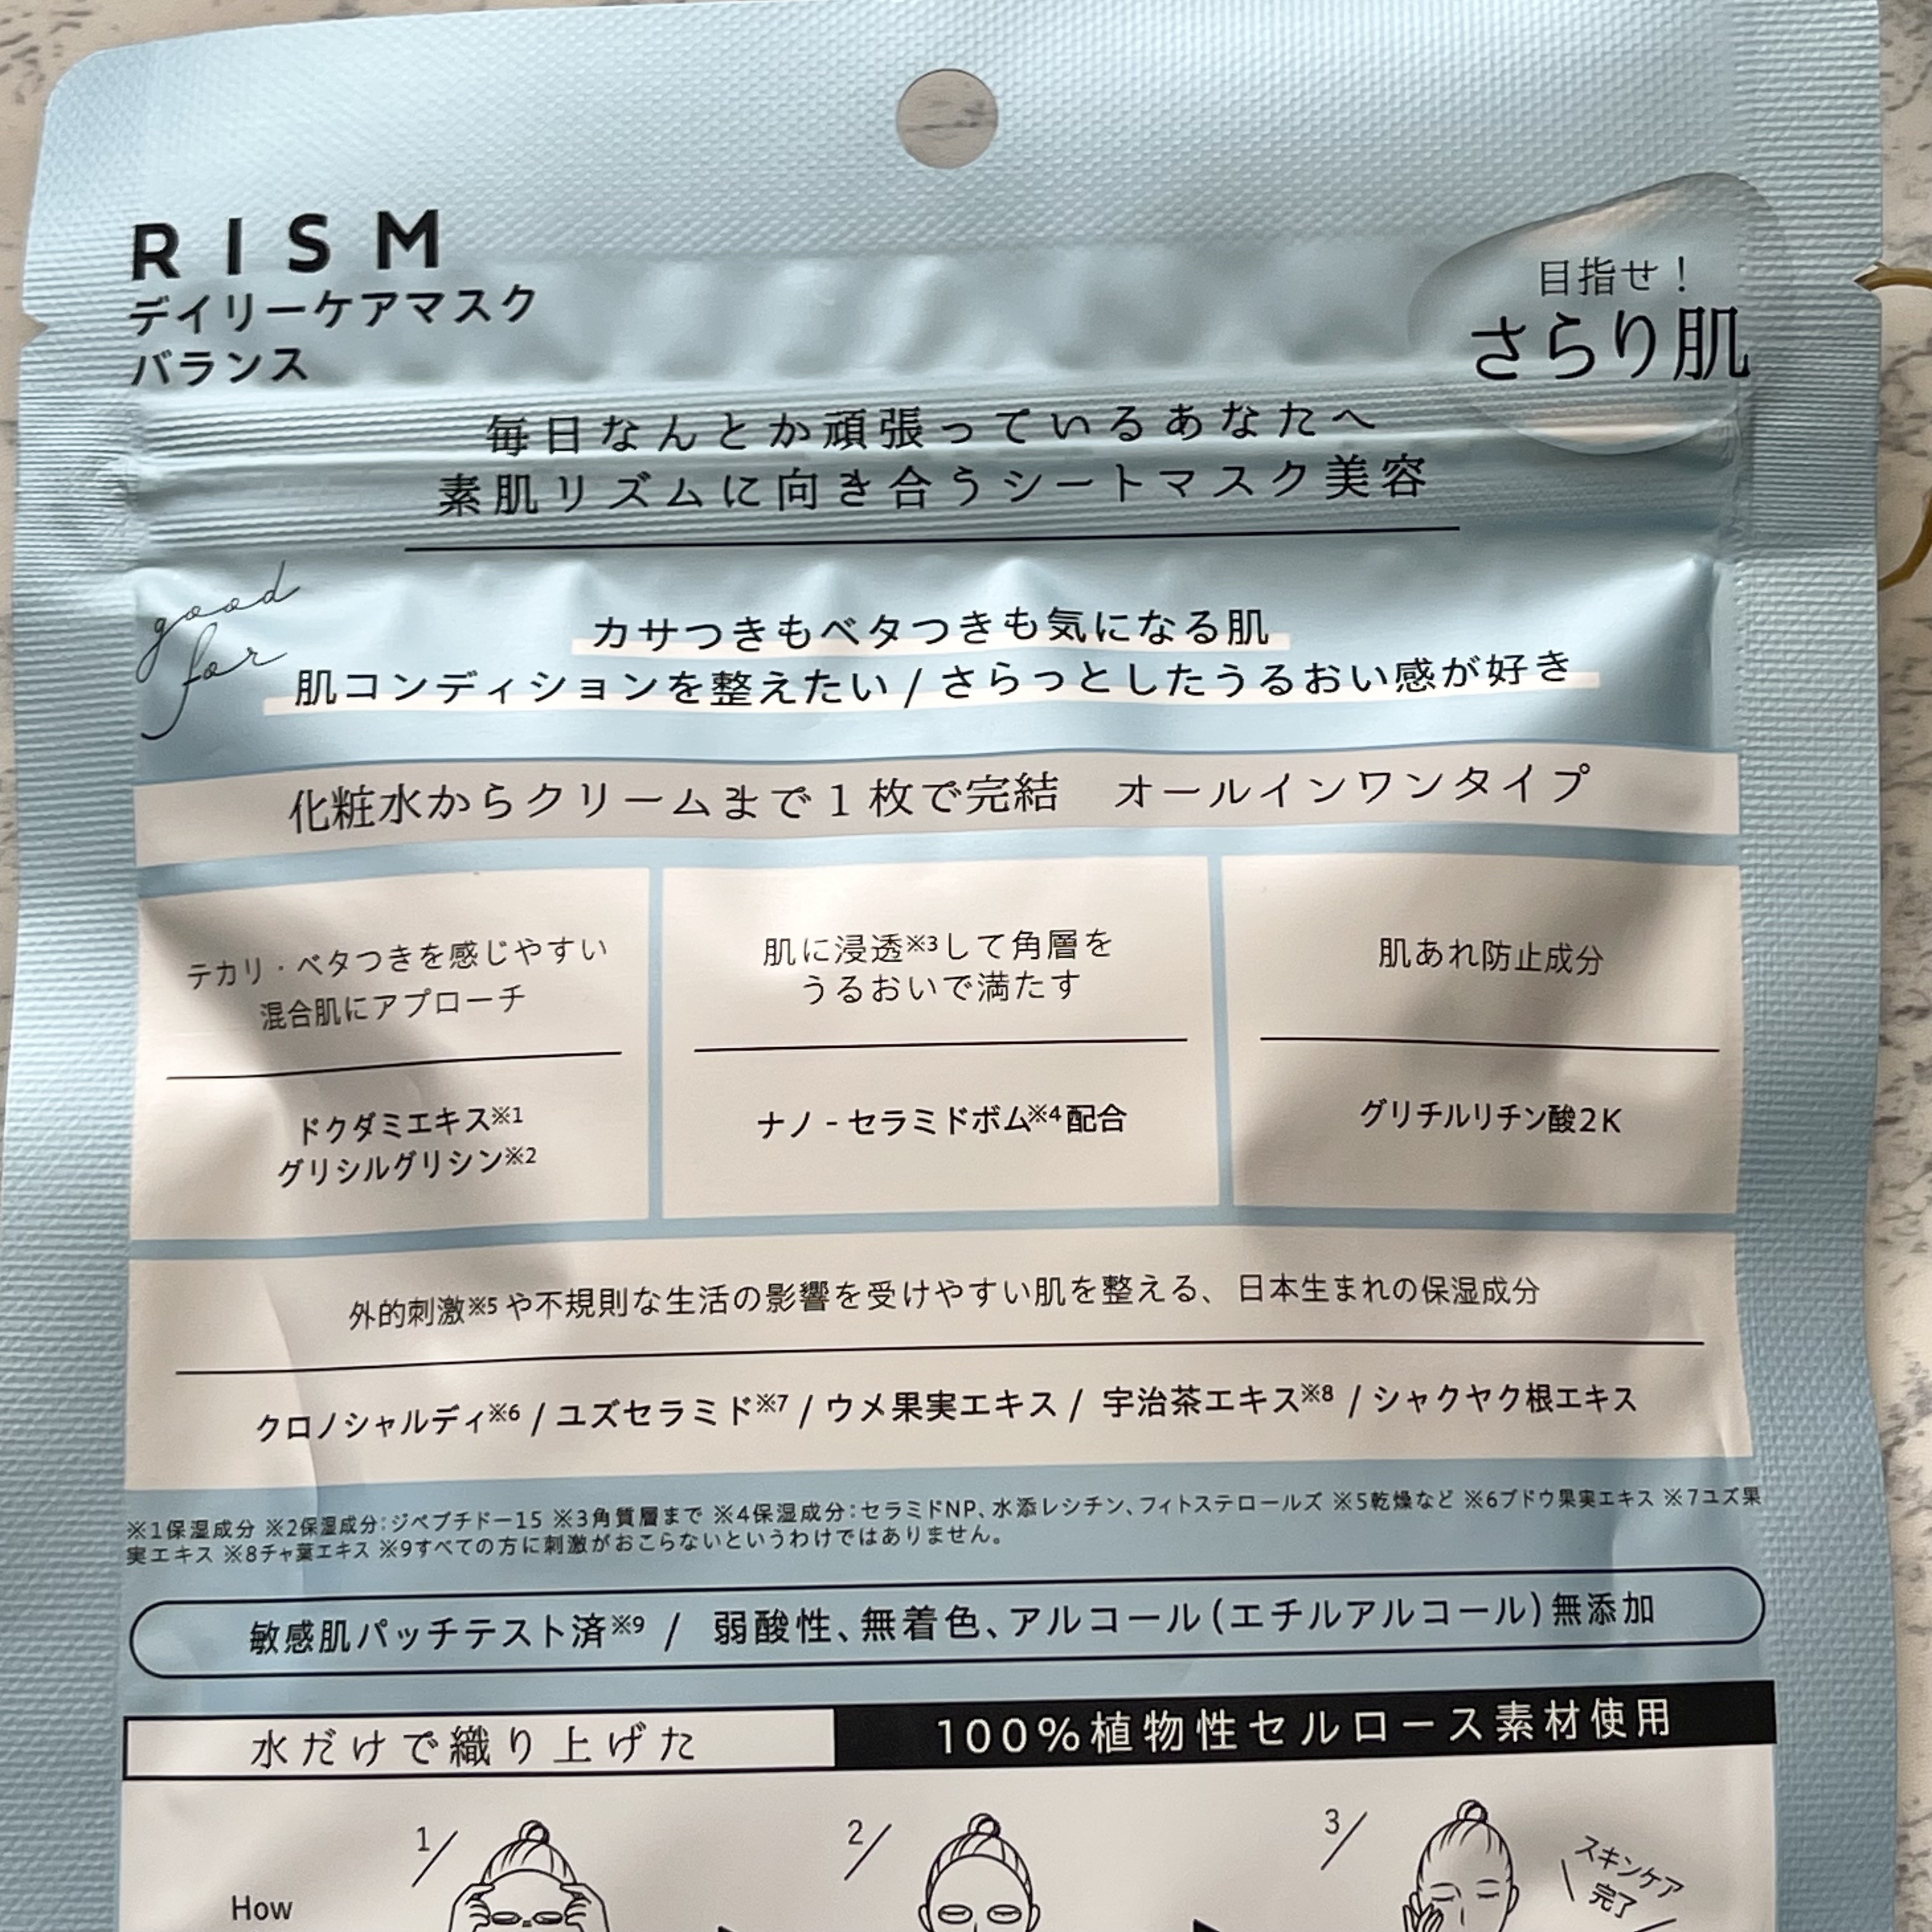 RISM
デイリーケアマスク
バランス
目指せ！
さらり肌
毎日なんとか頑張っているあなたへ
素肌リズムに向き合うシートマスク美容
good
for
カサつきもベタつきも気になる肌
肌コンディションを整えたい / さらっとしたうるおい感が好き
化粧水からクリームまで1枚で完結　オールインワンタイプ
テカリ・ベタつきを感じやすい
混合肌にアプローチ
ドクダミエキス※1
グリシルグリシン※2
肌に浸透※3して角層を
うるおいで満たす
ナノ-セラミドボム※4配合
肌あれ防止成分
グリチルリチン酸2K
外的刺激※5や不規則な生活の影響を受けやすい肌を整える、日本生まれの保湿成分
クロノシャルディ※6 / ユズセラミド※7 / ウメ果実エキス / 宇治茶エキス※8 / シャクヤク根エキス
※1保湿成分 ※2保湿成分：ジペプチド－15 ※3角質層まで ※4保湿成分：セラミドNP、水添レシチン、フィトステロールズ ※5乾燥など ※6ブドウ果実エキス ※7ユズ果
実エキス ※8チャ葉エキス ※9すべての方に刺激がおこらないというわけではありません。
敏感肌パッチテスト済※9 / 弱酸性、無着色、アルコール(エチルアルコール)無添加
水だけで織り上げた
100%植物性セルロース素材使用
How
1/
2/
3/
スキンケア
完了